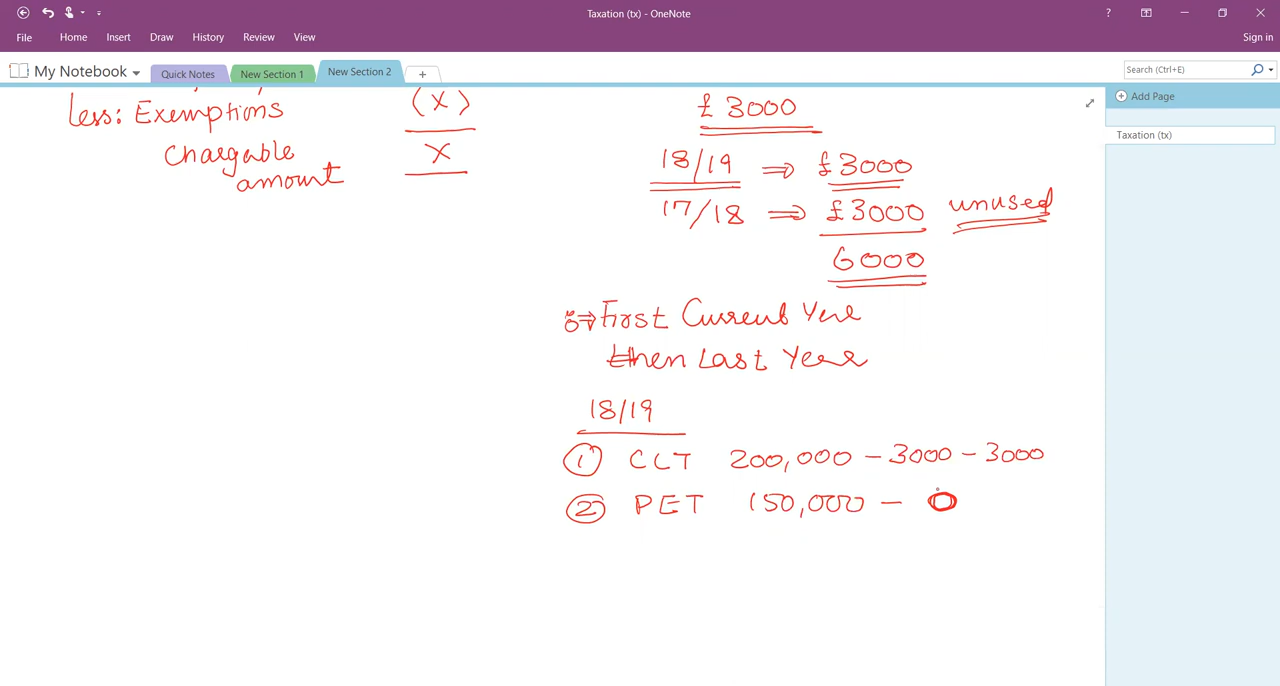 Taxation (tx) - OneNote
?
File Home Insert Draw History Review View
Sign in
My Notebook Quick Notes New Section 1 New Section 2 +
Search (Ctrl+E)
Add Page
Taxation (tx)
less: Exemptions (X)
Chargable amount X
£3000
18/19 ⇒ £3000
17/18 ⇒ £3000 unused
6000
⇒ First Current Year
then Last Year
18/19
① CLT 200,000 - 3000 - 3000
② PET 150,000 - 0